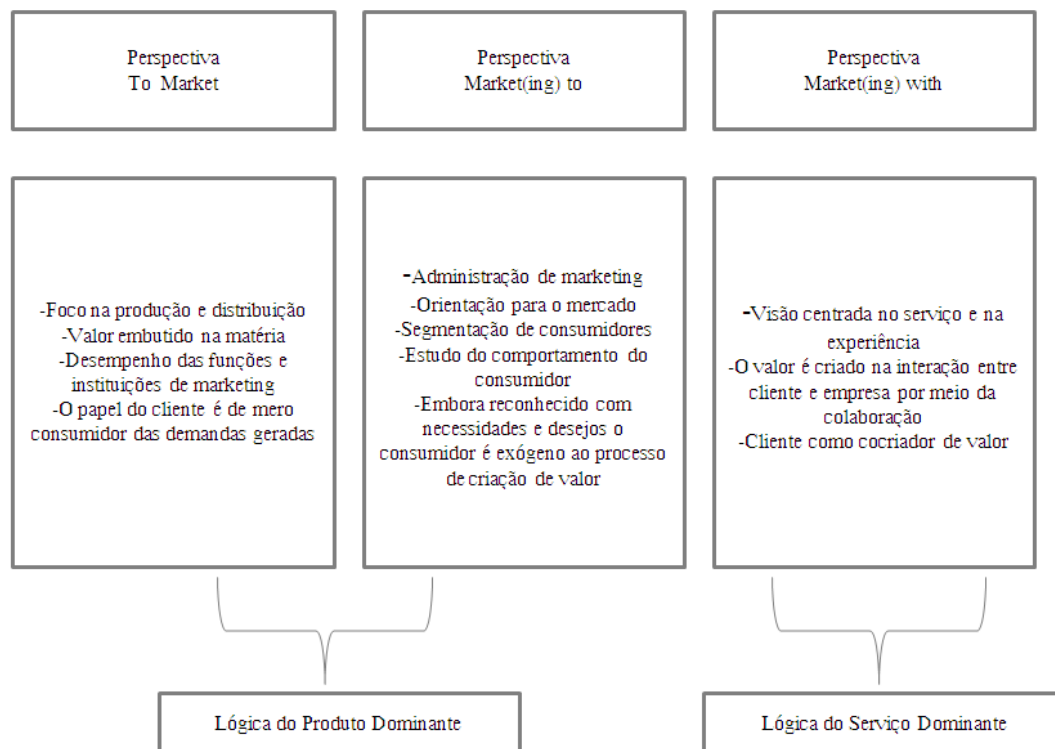 Perspectiva
To Market
Perspectiva
Market(ing) to
Perspectiva
Market(ing) with
-Foco na produção e distribuição
-Valor embutido na matéria
-Desempenho das funções e
instituições de marketing
-O papel do cliente é de mero
consumidor das demandas geradas
-Administração de marketing
-Orientação para o mercado
-Segmentação de consumidores
-Estudo do comportamento do
consumidor
-Embora reconhecido com
necessidades e desejos o
consumidor é exógeno ao processo
de criação de valor
-Visão centrada no serviço e na
experiência
-O valor é criado na interação entre
cliente e empresa por meio da
colaboração
-Cliente como cocriador de valor
Lógica do Produto Dominante
Lógica do Serviço Dominante